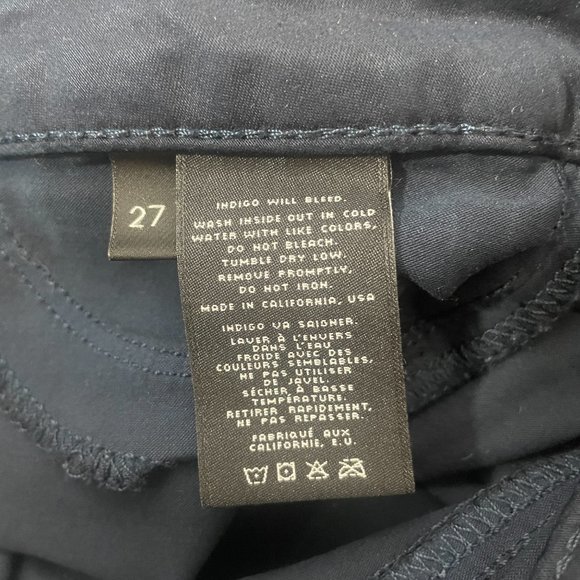 27
INDIGO WILL BLEED.
WASH INSIDE OUT IN COLD
WATER WITH LIKE COLORS,
DO NOT BLEACH.
TUMBLE DRY LOW.
REMOVE PROMPTLY,
DO NOT IRON.
MADE IN CALIFORNIA, USA
INDIGO VA SAIGNER.
LAVER À L'ENVERS
DANS L'EAU
FROIDE AVEC DES
COULEURS SEMBLABLES,
NE PAS UTILISER
DE JAVEL.
SÉCHER À BASSE
TEMPÉRATURE.
RETIRER RAPIDEMENT,
NE PAS REPASSER.
FABRIQUÉ AUX
CALIFORNIE, E.U.